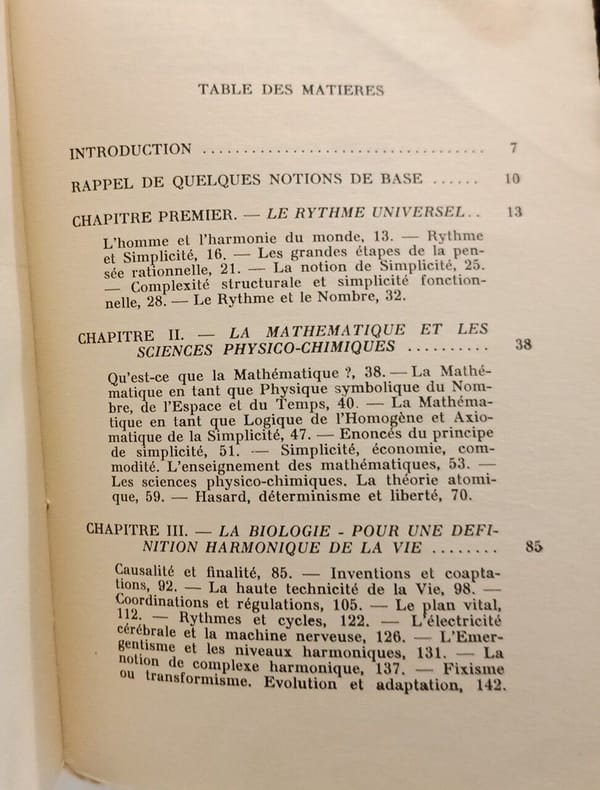 TABLE DES MATIERES
INTRODUCTION .................................. 7
RAPPEL DE QUELQUES NOTIONS DE BASE ...... 10
CHAPITRE PREMIER. — LE RYTHME UNIVERSEL.. 13
L'homme et l'harmonie du monde, 13. — Rythme
et Simplicité, 16. — Les grandes étapes de la pen-
sée rationnelle, 21. — La notion de Simplicité, 25.
— Complexité structurale et simplicité fonction-
nelle, 28. — Le Rythme et le Nombre, 32.
CHAPITRE II. — LA MATHEMATIQUE ET LES
SCIENCES PHYSICO-CHIMIQUES .......... 38
Qu'est-ce que la Mathématique ?, 38. — La Mathé-
matique en tant que Physique symbolique du Nom-
bre, de l'Espace et du Temps, 40. — La Mathéma-
tique en tant que Logique de l'Homogène et Axio-
matique de la Simplicité, 47. — Enoncés du principe
de simplicité, 51. — Simplicité, économie, com-
modité. L'enseignement des mathématiques, 53. —
Les sciences physico-chimiques. La théorie atomi-
que, 59. — Hasard, déterminisme et liberté, 70.
CHAPITRE III. — LA BIOLOGIE - POUR UNE DEFI-
NITION HARMONIQUE DE LA VIE ........ 85
Causalité et finalité, 85. — Inventions et coapta-
tions, 92. — La haute technicité de la Vie, 98. —
Coordinations et régulations, 105. — Le plan vital,
112. — Rythmes et cycles, 122. — L'électricité
cérébrale et la machine nerveuse, 126. — L'Emer-
gentisme et les niveaux harmoniques, 131. — La
notion de complexe harmonique, 137. — Fixisme
ou transformisme. Evolution et adaptation, 142.